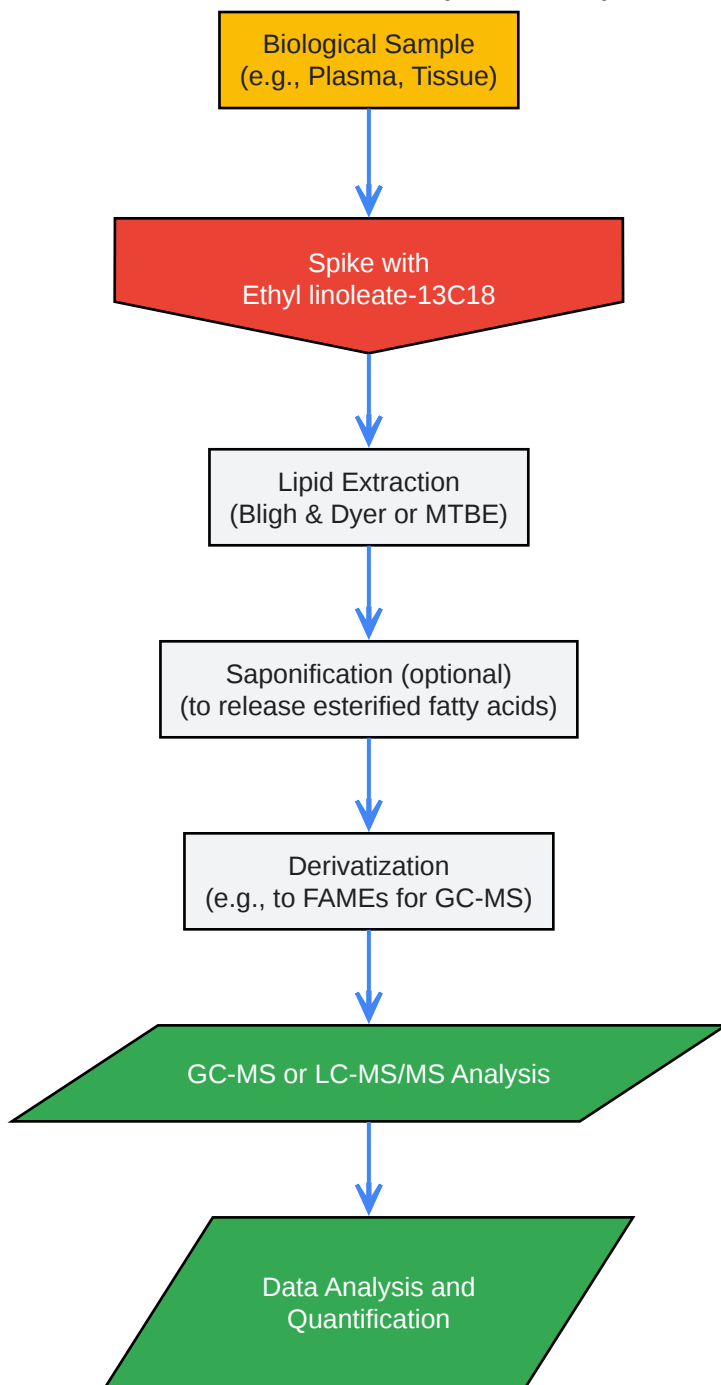 Biological Sample
(e.g., Plasma, Tissue)
Spike with
Ethyl linoleate-13C18
Lipid Extraction
(Bligh & Dyer or MTBE)
Saponification (optional)
(to release esterified fatty acids)
Derivatization
(e.g., to FAMEs for GC-MS)
GC-MS or LC-MS/MS Analysis
Data Analysis and
Quantification